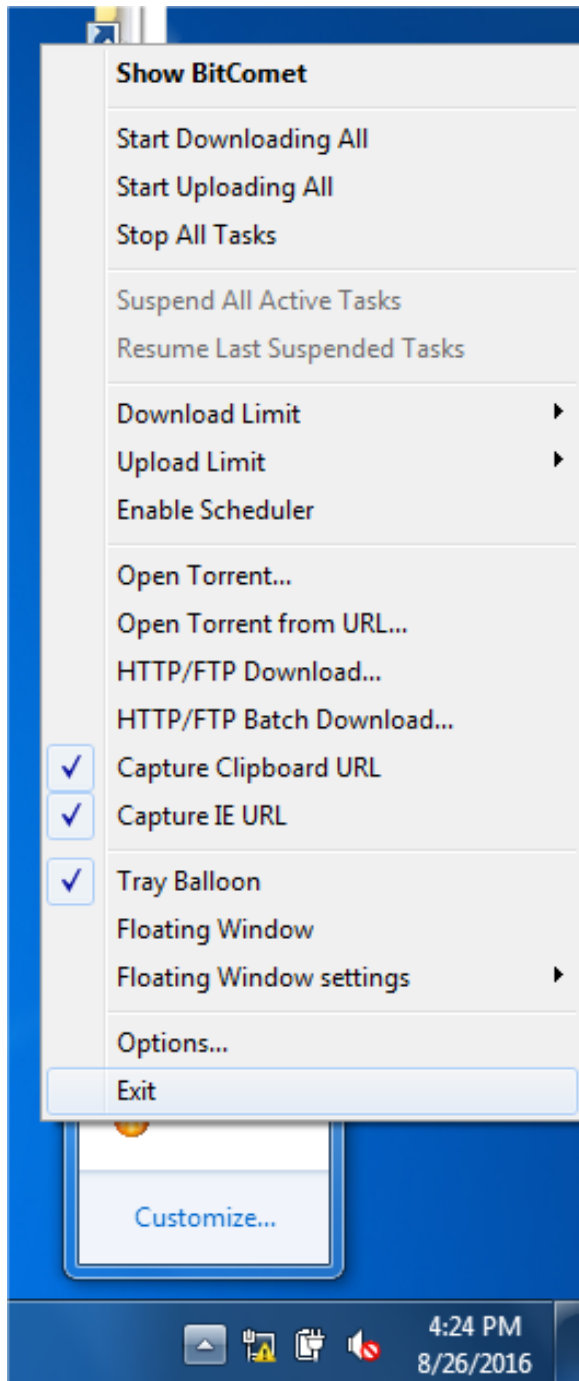 Show BitComet
Start Downloading All
Start Uploading All
Stop All Tasks
Suspend All Active Tasks
Resume Last Suspended Tasks
Download Limit
Upload Limit
Enable Scheduler
Open Torrent...
Open Torrent from URL...
HTTP/FTP Download...
HTTP/FTP Batch Download...
Capture Clipboard URL
Capture IE URL
Tray Balloon
Floating Window
Floating Window settings
Options...
Exit
Customize...
4:24 PM
8/26/2016